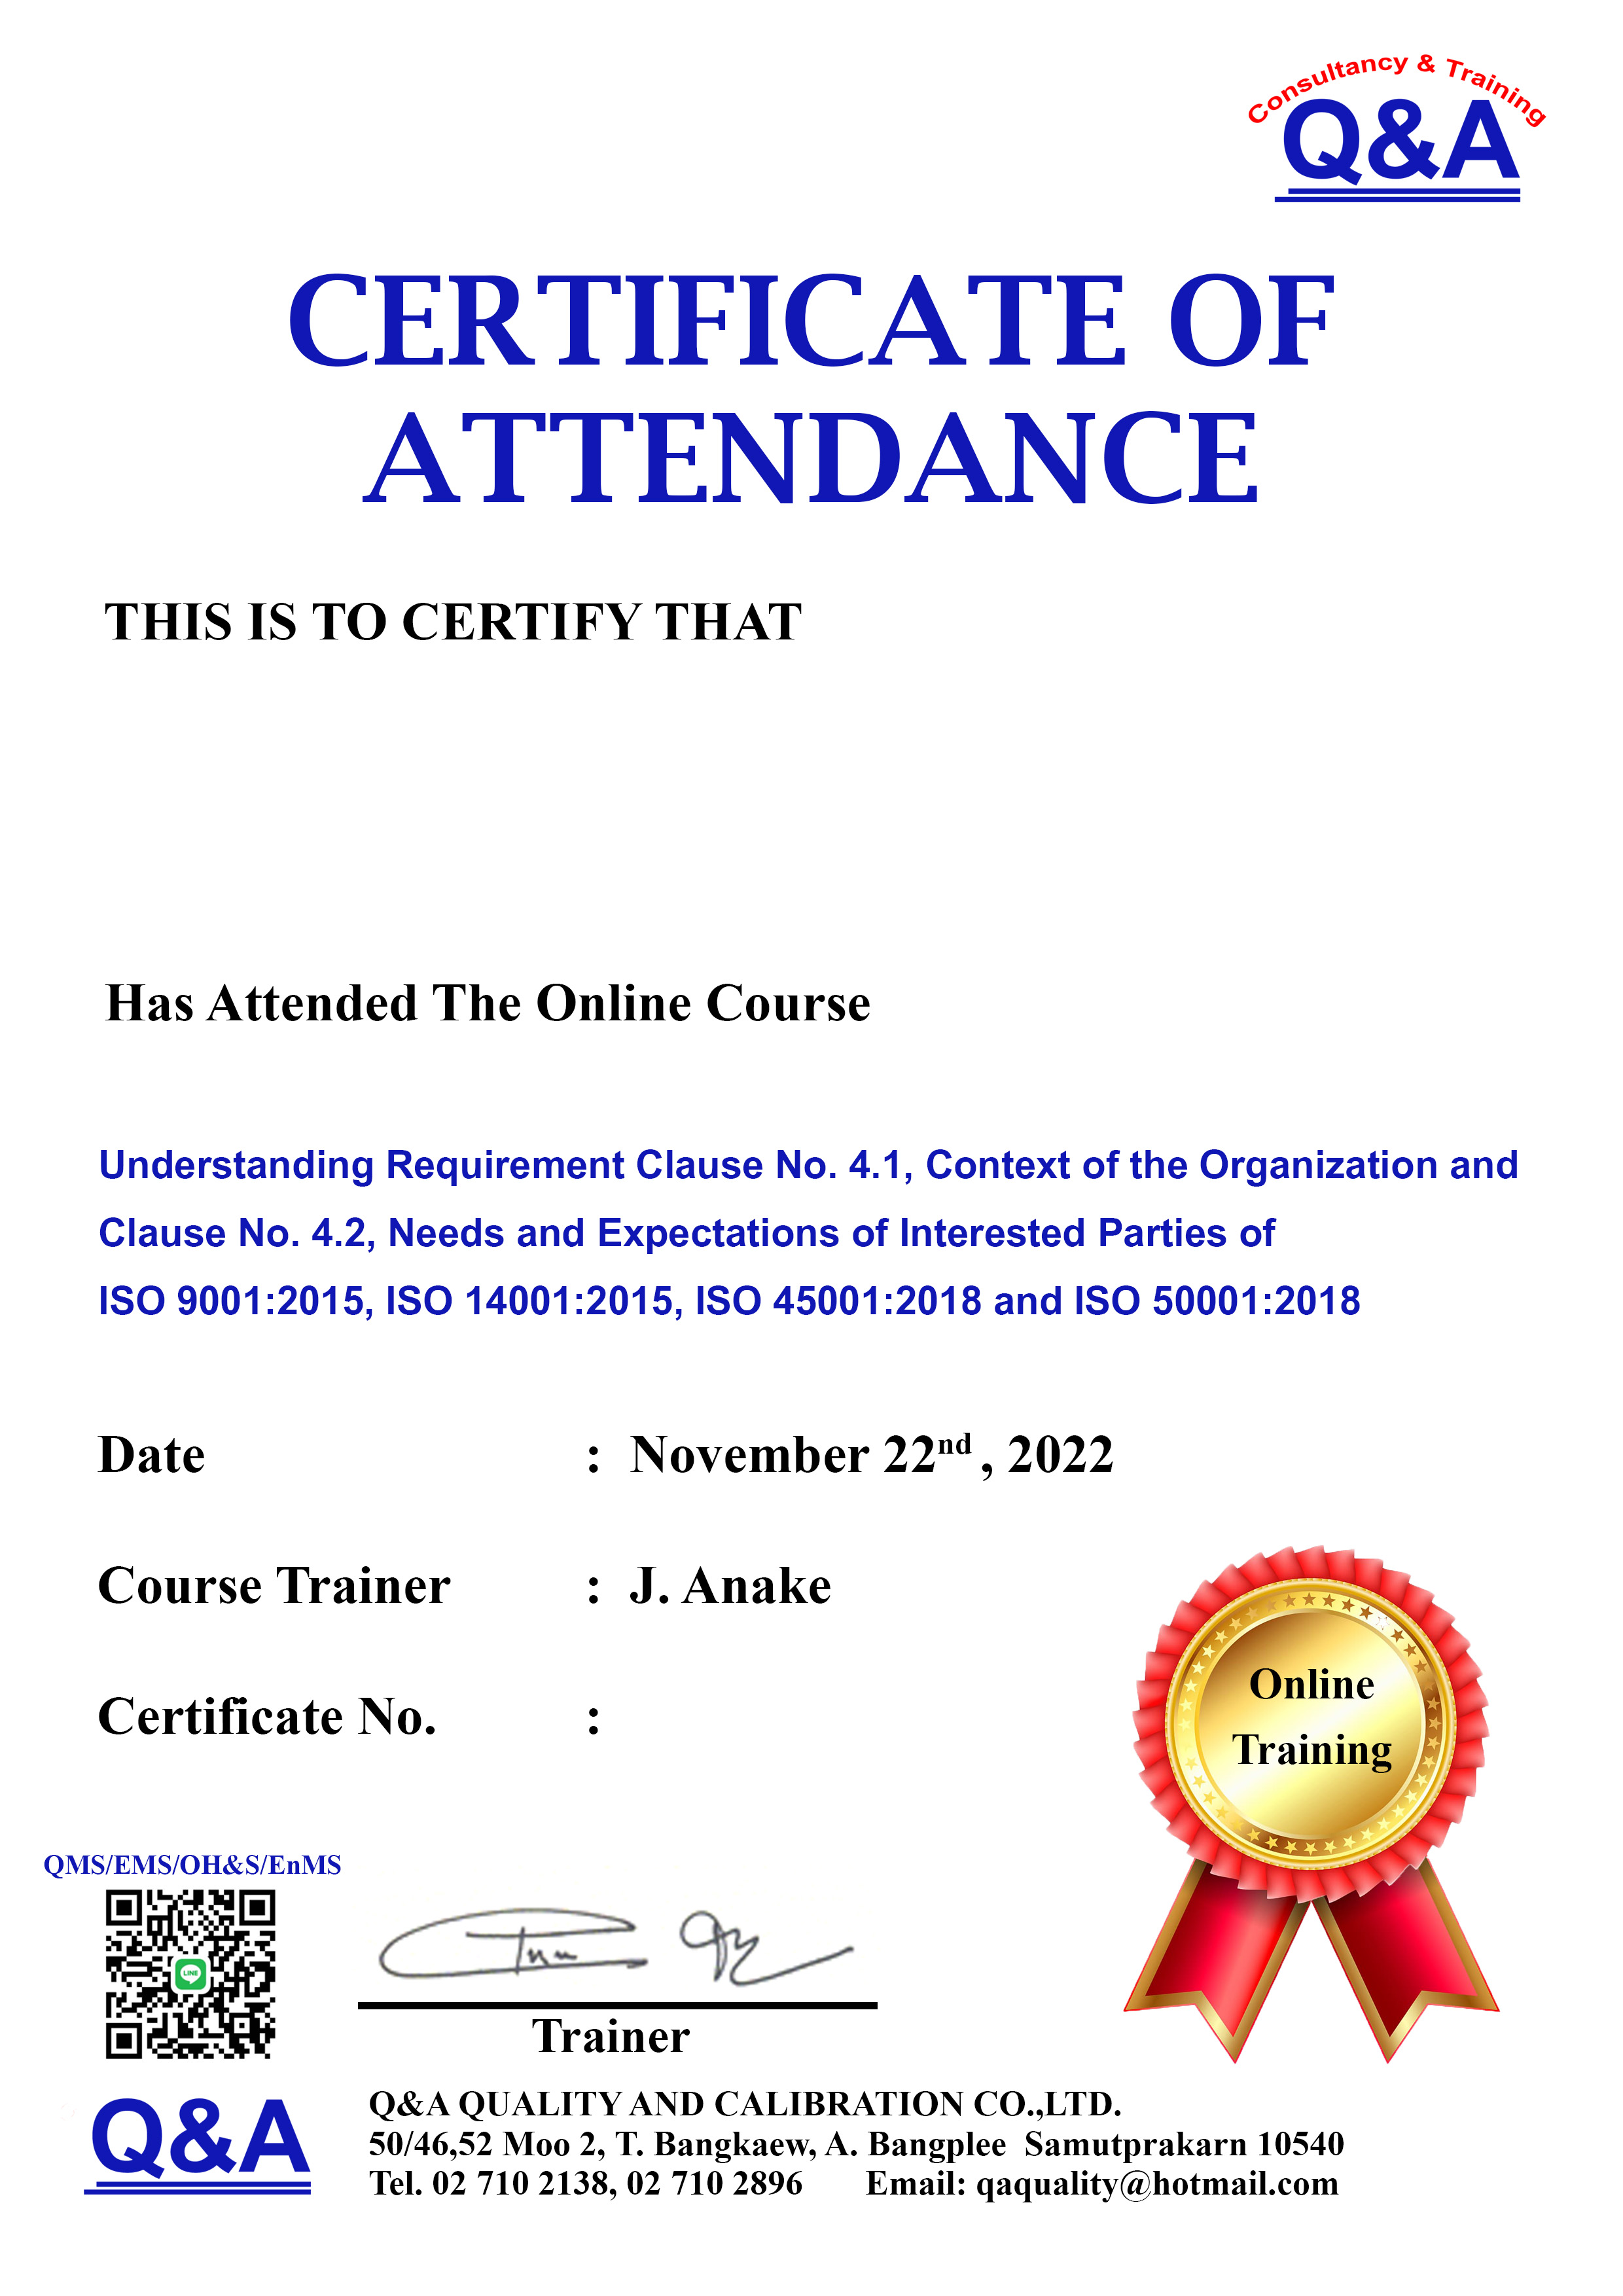 Consultancy & Training
Q&A
CERTIFICATE OF
ATTENDANCE
THIS IS TO CERTIFY THAT
Has Attended The Online Course
Understanding Requirement Clause No. 4.1, Context of the Organization and
Clause No. 4.2, Needs and Expectations of Interested Parties of
ISO 9001:2015, ISO 14001:2015, ISO 45001:2018 and ISO 50001:2018
Date : November 22nd , 2022
Course Trainer : J. Anake
Certificate No. :
Online
Training
QMS/EMS/OH&S/EnMS
LINE
Trainer
Q&A
Q&A QUALITY AND CALIBRATION CO.,LTD.
50/46,52 Moo 2, T. Bangkaew, A. Bangplee Samutprakarn 10540
Tel. 02 710 2138, 02 710 2896 Email: qaquality@hotmail.com